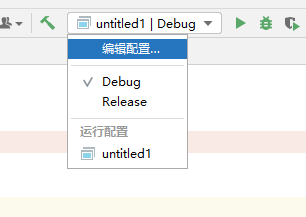 untitled1 | Debug
编辑配置...
Debug
Release
运行配置
untitled1